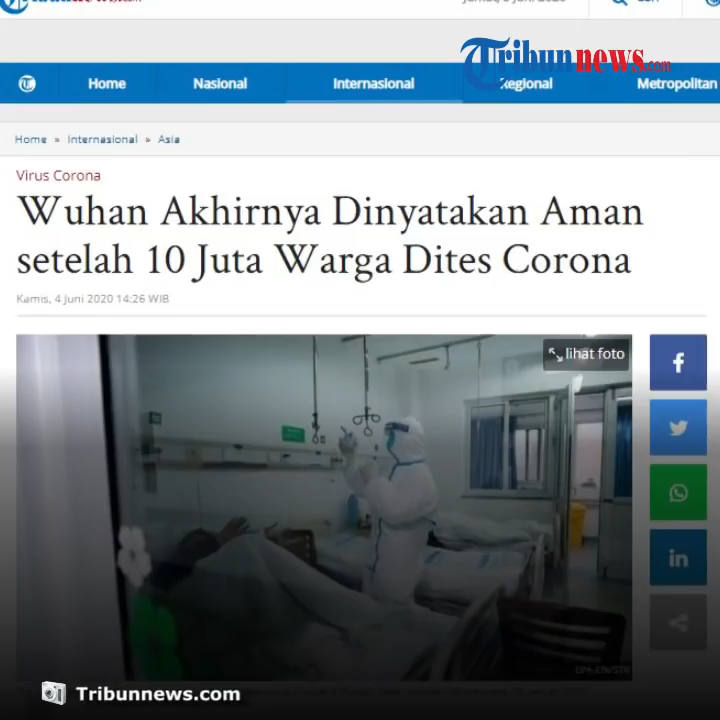 Tribunnews.com
Home Nasional Internasional Regional Metropolitan
Home » Internasional » Asia
Virus Corona
Wuhan Akhirnya Dinyatakan Aman
setelah 10 Juta Warga Dites Corona
Kamis, 4 Juni 2020 14:26 WIB
lihat foto
Tribunnews.com